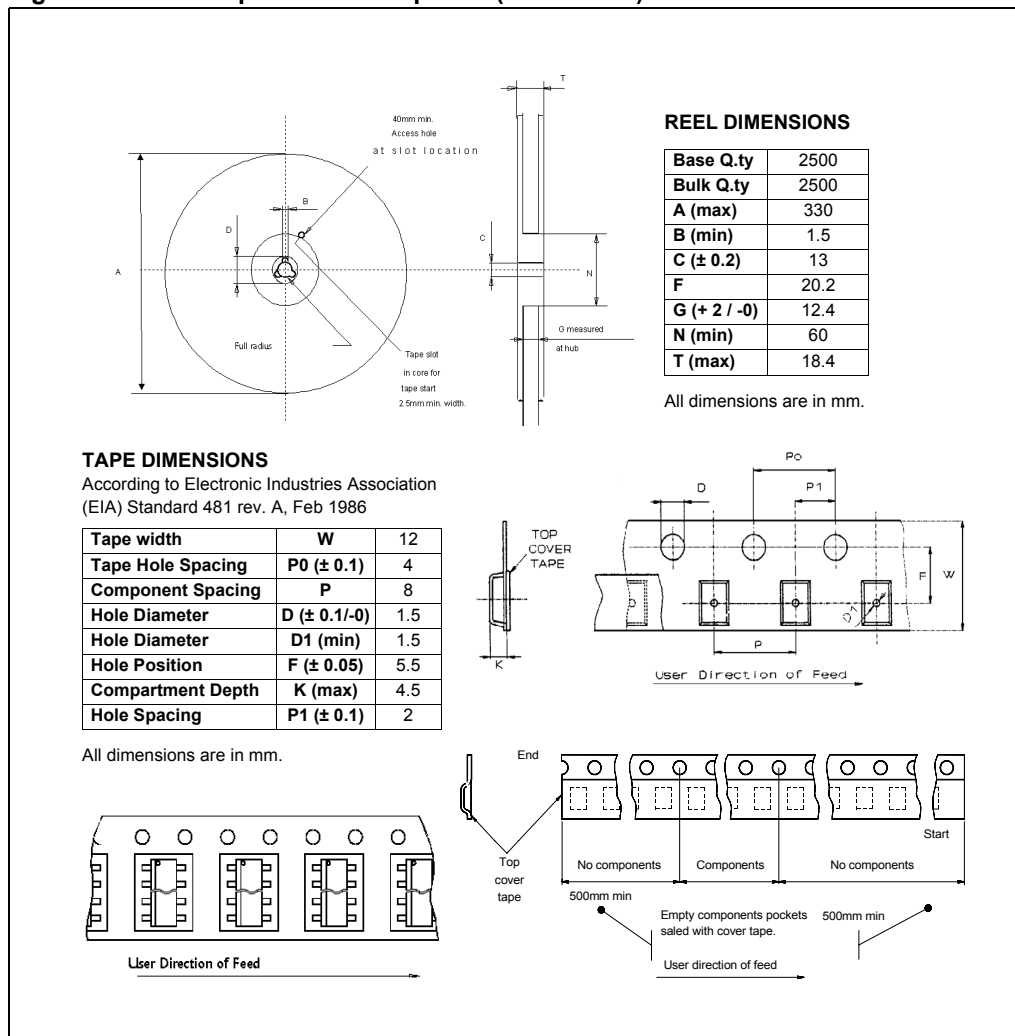 T
40mm min.
Access hole
at slot location
B
D
C
A
N
G measured
at hub
Full radius
Tape slot
in core for
tape start
2.5mm min. width.
REEL DIMENSIONS
Base Q.ty 2500
Bulk Q.ty 2500
A (max) 330
B (min) 1.5
C (± 0.2) 13
F 20.2
G (+ 2 / -0) 12.4
N (min) 60
T (max) 18.4
All dimensions are in mm.
TAPE DIMENSIONS
According to Electronic Industries Association
(EIA) Standard 481 rev. A, Feb 1986
Tape width W 12
Tape Hole Spacing P0 (± 0.1) 4
Component Spacing P 8
Hole Diameter D (± 0.1/-0) 1.5
Hole Diameter D1 (min) 1.5
Hole Position F (± 0.05) 5.5
Compartment Depth K (max) 4.5
Hole Spacing P1 (± 0.1) 2
All dimensions are in mm.
Po
D
P1
TOP
COVER
TAPE
F
W
P
K
User Direction of Feed
End
Start
Top
cover
tape
No components
Components
No components
500mm min
Empty components pockets
saled with cover tape.
500mm min
User direction of feed
User Direction of Feed